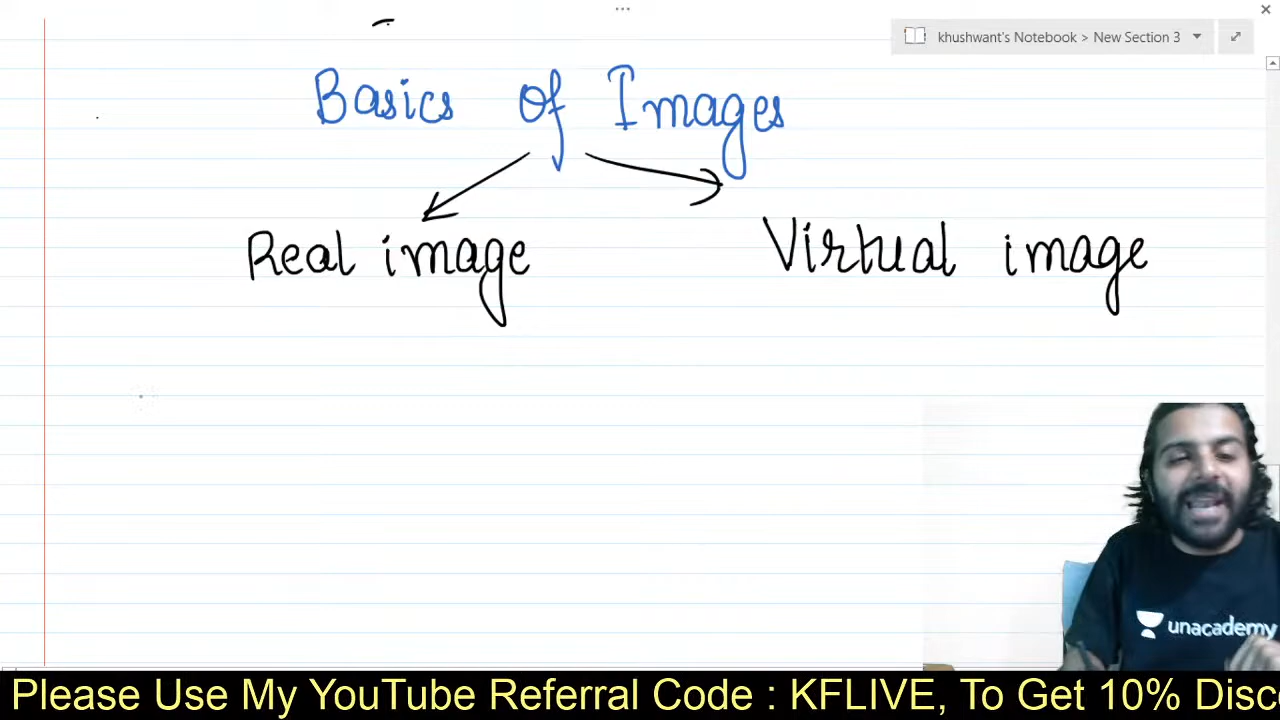 khushwant's Notebook > New Section 3
Basics of Images
Real image
Virtual image
unacademy
Please Use My YouTube Referral Code : KFLIVE, To Get 10% Disc